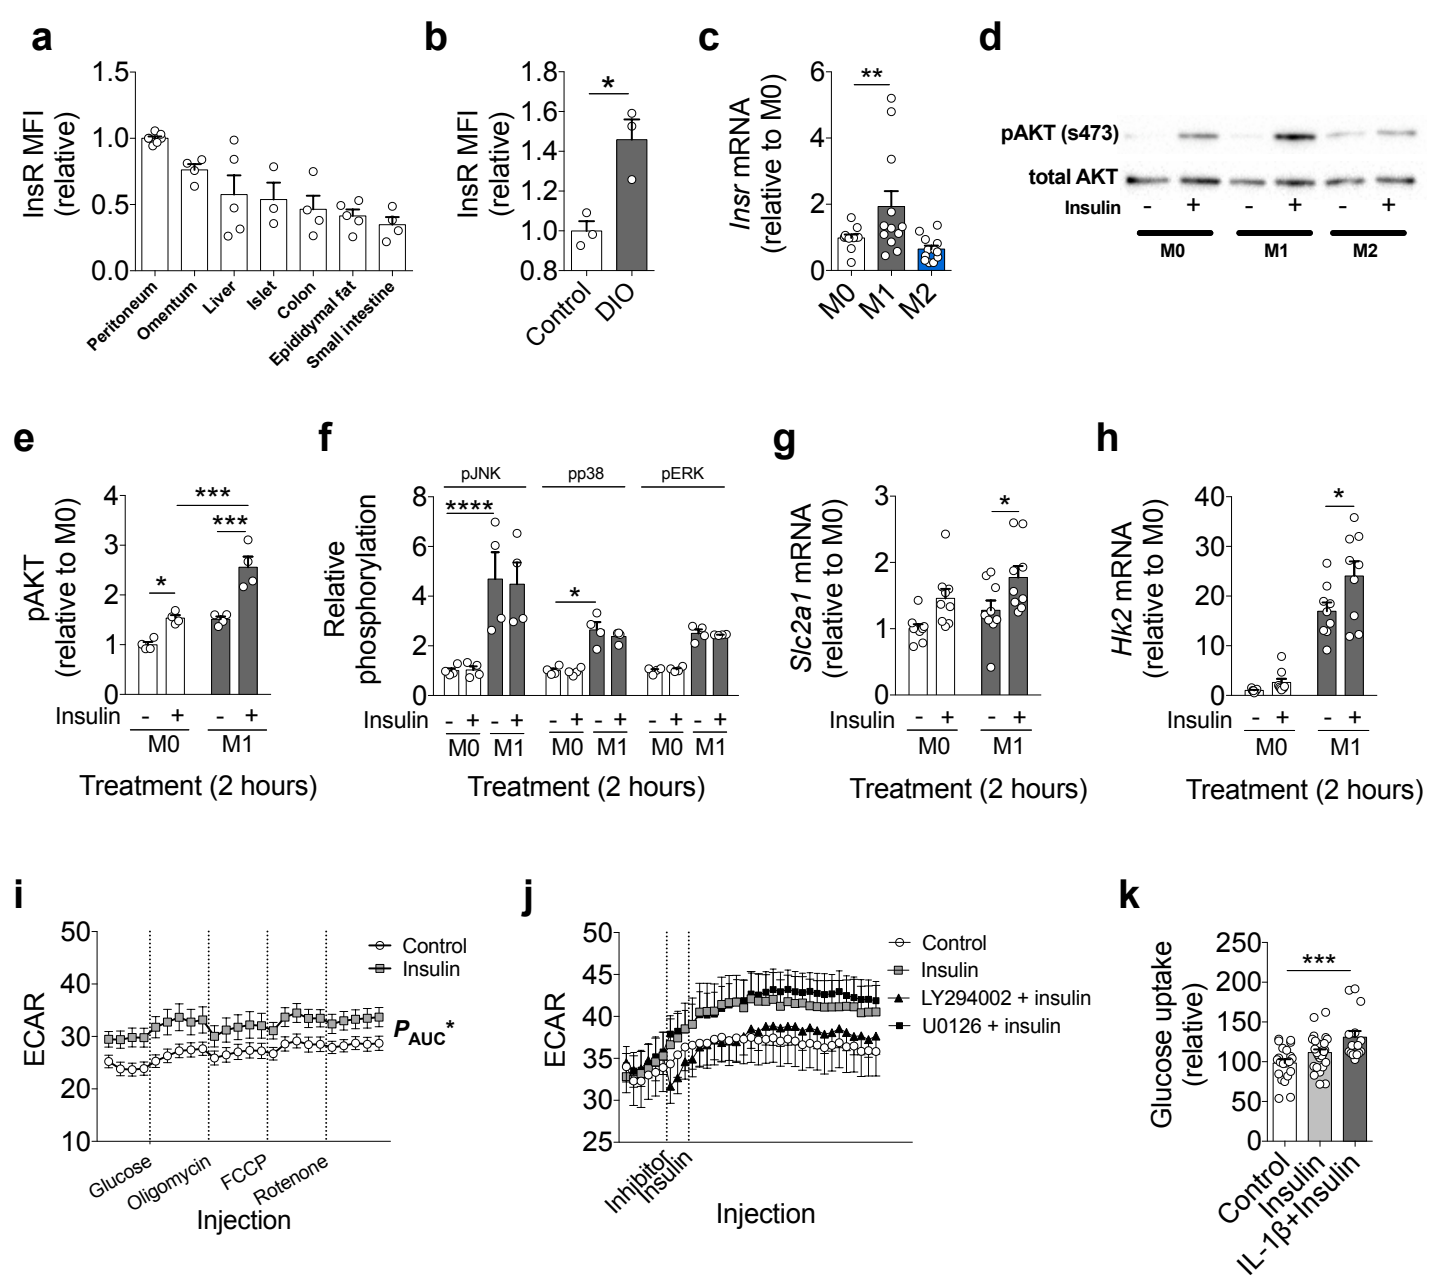 a
InsR MFI
(relative)
1.5
1.0
0.5
0.0
Peritoneum
Omentum
Liver
Islet
Colon
Epididymal fat
Small intestine
b
InsR MFI
(relative)
1.8
1.6
1.4
1.2
1.0
0.8
*
Control
DIO
c
Insr mRNA
(relative to M0)
6
4
2
0
**
M0
M1
M2
d
pAKT (s473)
total AKT
Insulin - + - + - +
M0 M1 M2
e
pAKT
(relative to M0)
4
3
2
1
0
***
***
*
Insulin - + - +
M0 M1
Treatment (2 hours)
f
Relative
phosphorylation
pJNK pp38 pERK
8
6
4
2
0
****
*
Insulin - + - + - + - + - + - +
M0 M1 M0 M1 M0 M1
Treatment (2 hours)
g
Slc2a1 mRNA
(relative to M0)
3
2
1
0
*
Insulin - + - +
M0 M1
Treatment (2 hours)
h
Hk2 mRNA
(relative to M0)
40
30
20
10
0
*
Insulin - + - +
M0 M1
Treatment (2 hours)
i
ECAR
50
40
30
20
10
Control
Insulin
PAUC*
Glucose
Oligomycin
FCCP
Rotenone
Injection
j
ECAR
50
45
40
35
30
25
Control
Insulin
LY294002 + insulin
U0126 + insulin
Inhibitor
Insulin
Injection
k
Glucose uptake
(relative)
250
200
150
100
50
0
***
Control
Insulin
IL-1β+Insulin